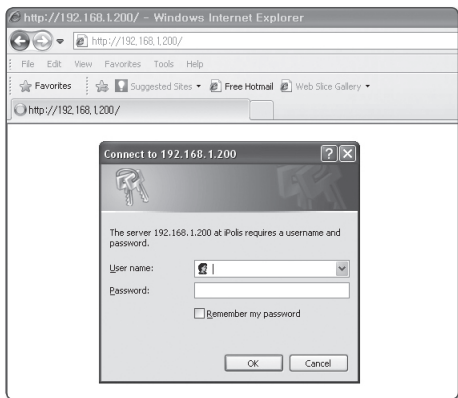 http://192.168.1.200/ - Windows Internet Explorer
http://192,168,1,200/
File Edit View Favorites Tools Help
Favorites Suggested Sites Free Hotmail Web Slice Gallery
http://192,168,1,200/
Connect to 192.168.1.200
The server 192.168.1.200 at iPolis requires a username and
password.
User name:
Password:
Remember my password
OK Cancel